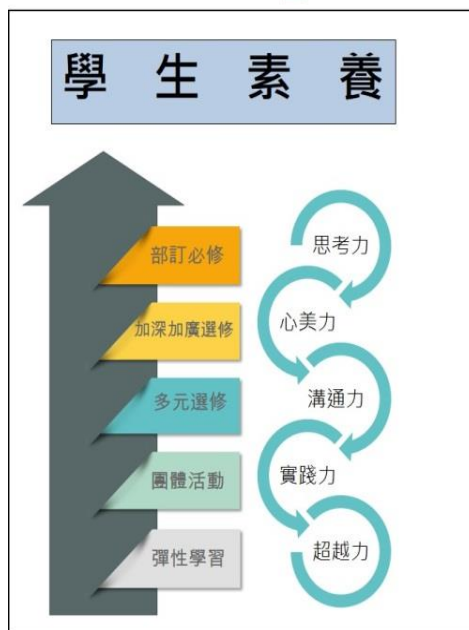 學生素養
部訂必修
加深加廣選修
多元選修
團體活動
彈性學習
思考力
心美力
溝通力
實踐力
超越力